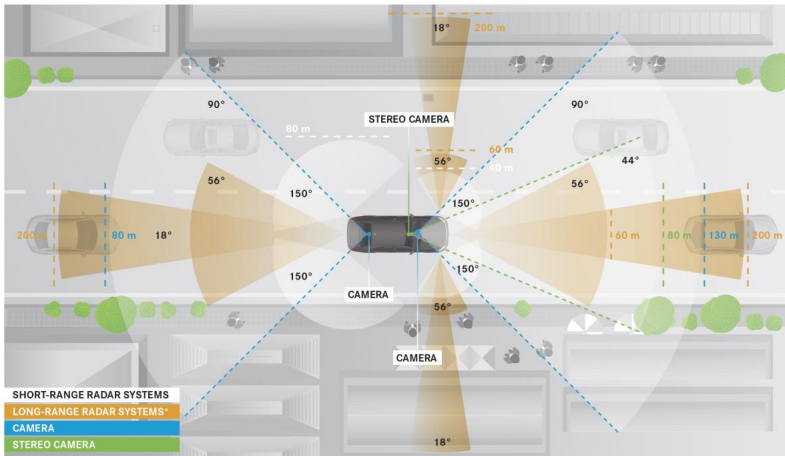 18°
200 m
90°
90°
STEREO CAMERA
80 m
60 m
56°
40 m
44°
56°
56°
150°
150°
200 m
80 m
18°
60 m
80 m
130 m
200 m
150°
150°
CAMERA
56°
CAMERA
SHORT-RANGE RADAR SYSTEMS
LONG-RANGE RADAR SYSTEMS*
CAMERA
STEREO CAMERA
18°